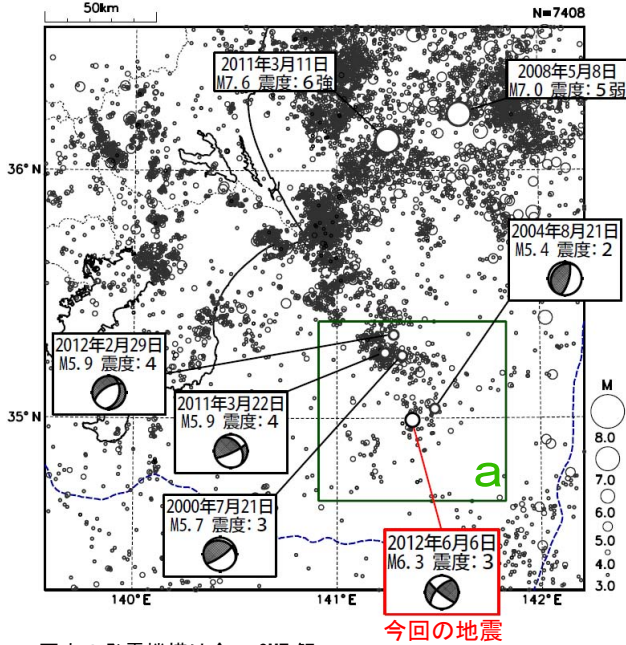 50km
N=7408
2011年3月11日
M7.6 震度:6強
2008年5月8日
M7.0 震度:5弱
36°N
2004年8月21日
M5.4 震度:2
2012年2月29日
M5.9 震度:4
2011年3月22日
M5.9 震度:4
35°N
a
M
8.0
7.0
6.0
5.0
4.0
3.0
2000年7月21日
M5.7 震度:3
2012年6月6日
M6.3 震度:3
140°E
141°E
142°E
今回の地震